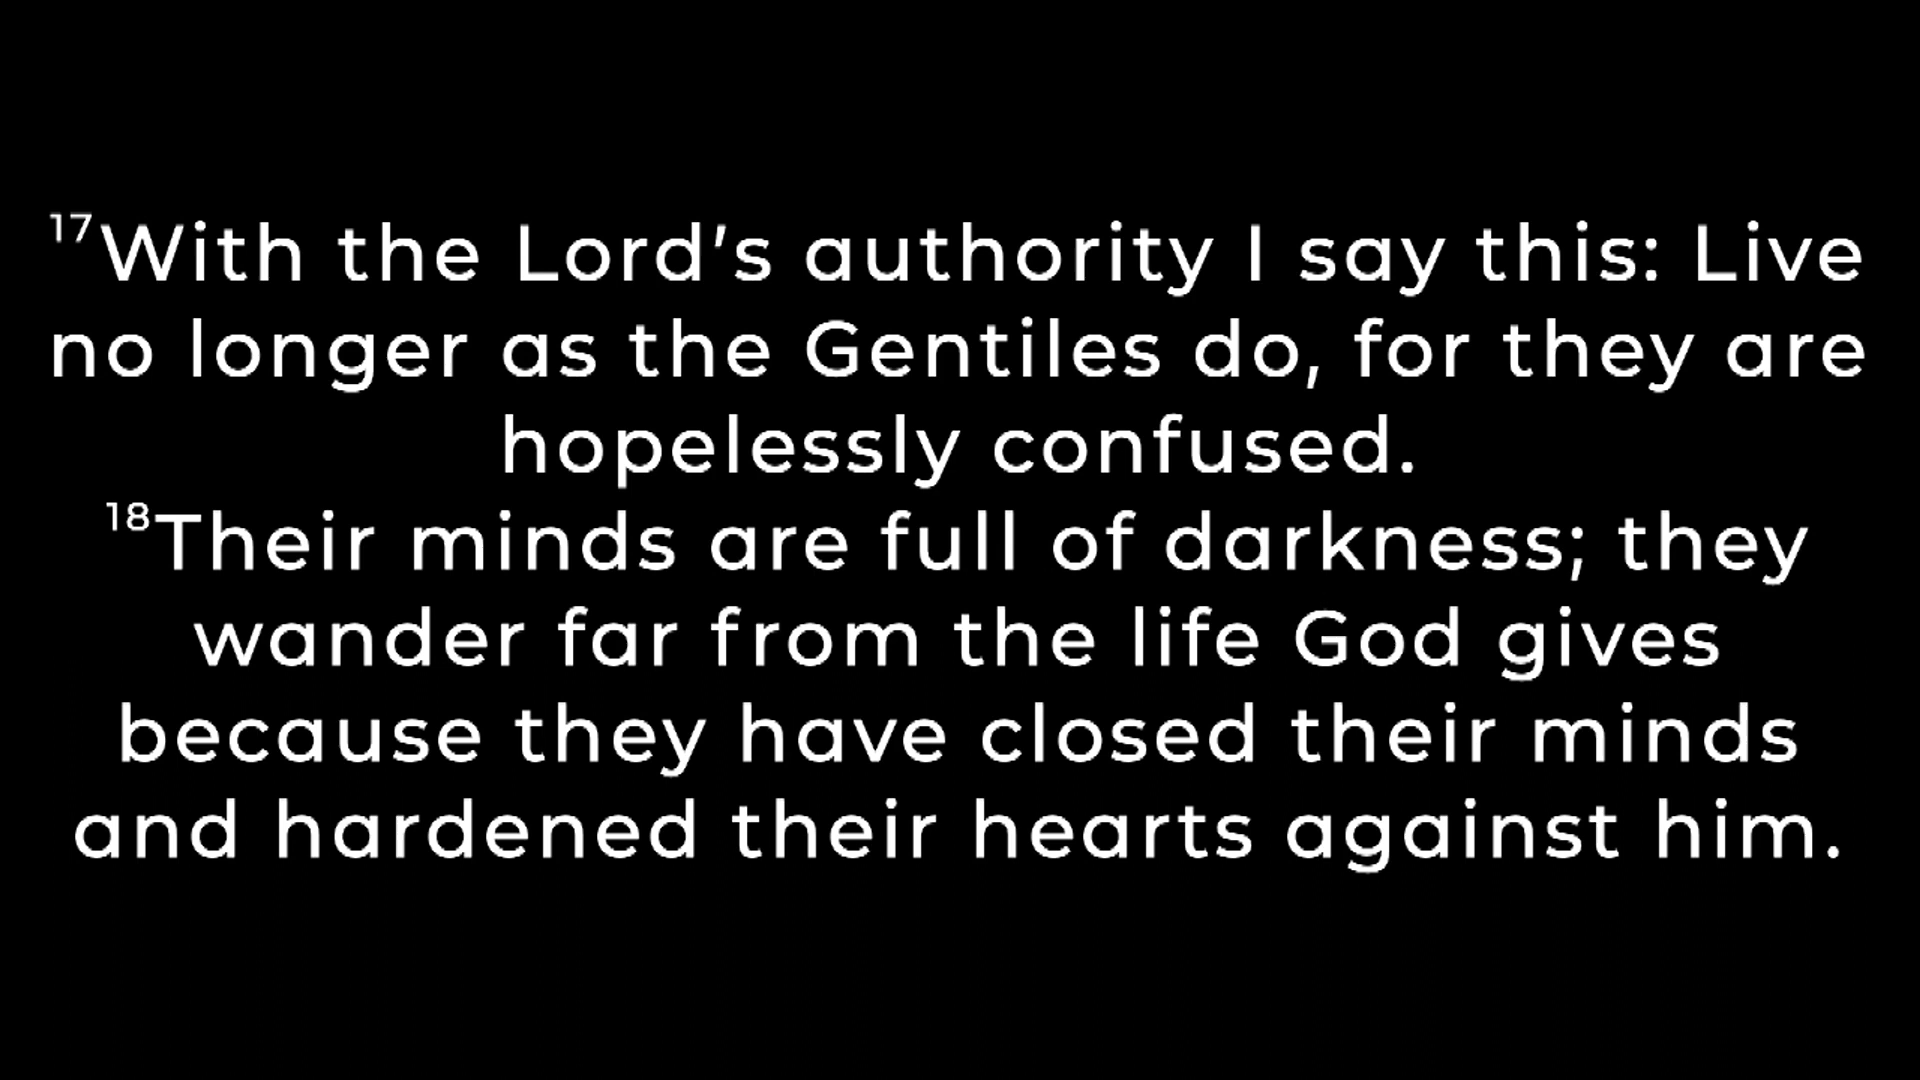 17With the Lord's authority I say this: Live
no longer as the Gentiles do, for they are
hopelessly confused.
18Their minds are full of darkness; they
wander far from the life God gives
because they have closed their minds
and hardened their hearts against him.